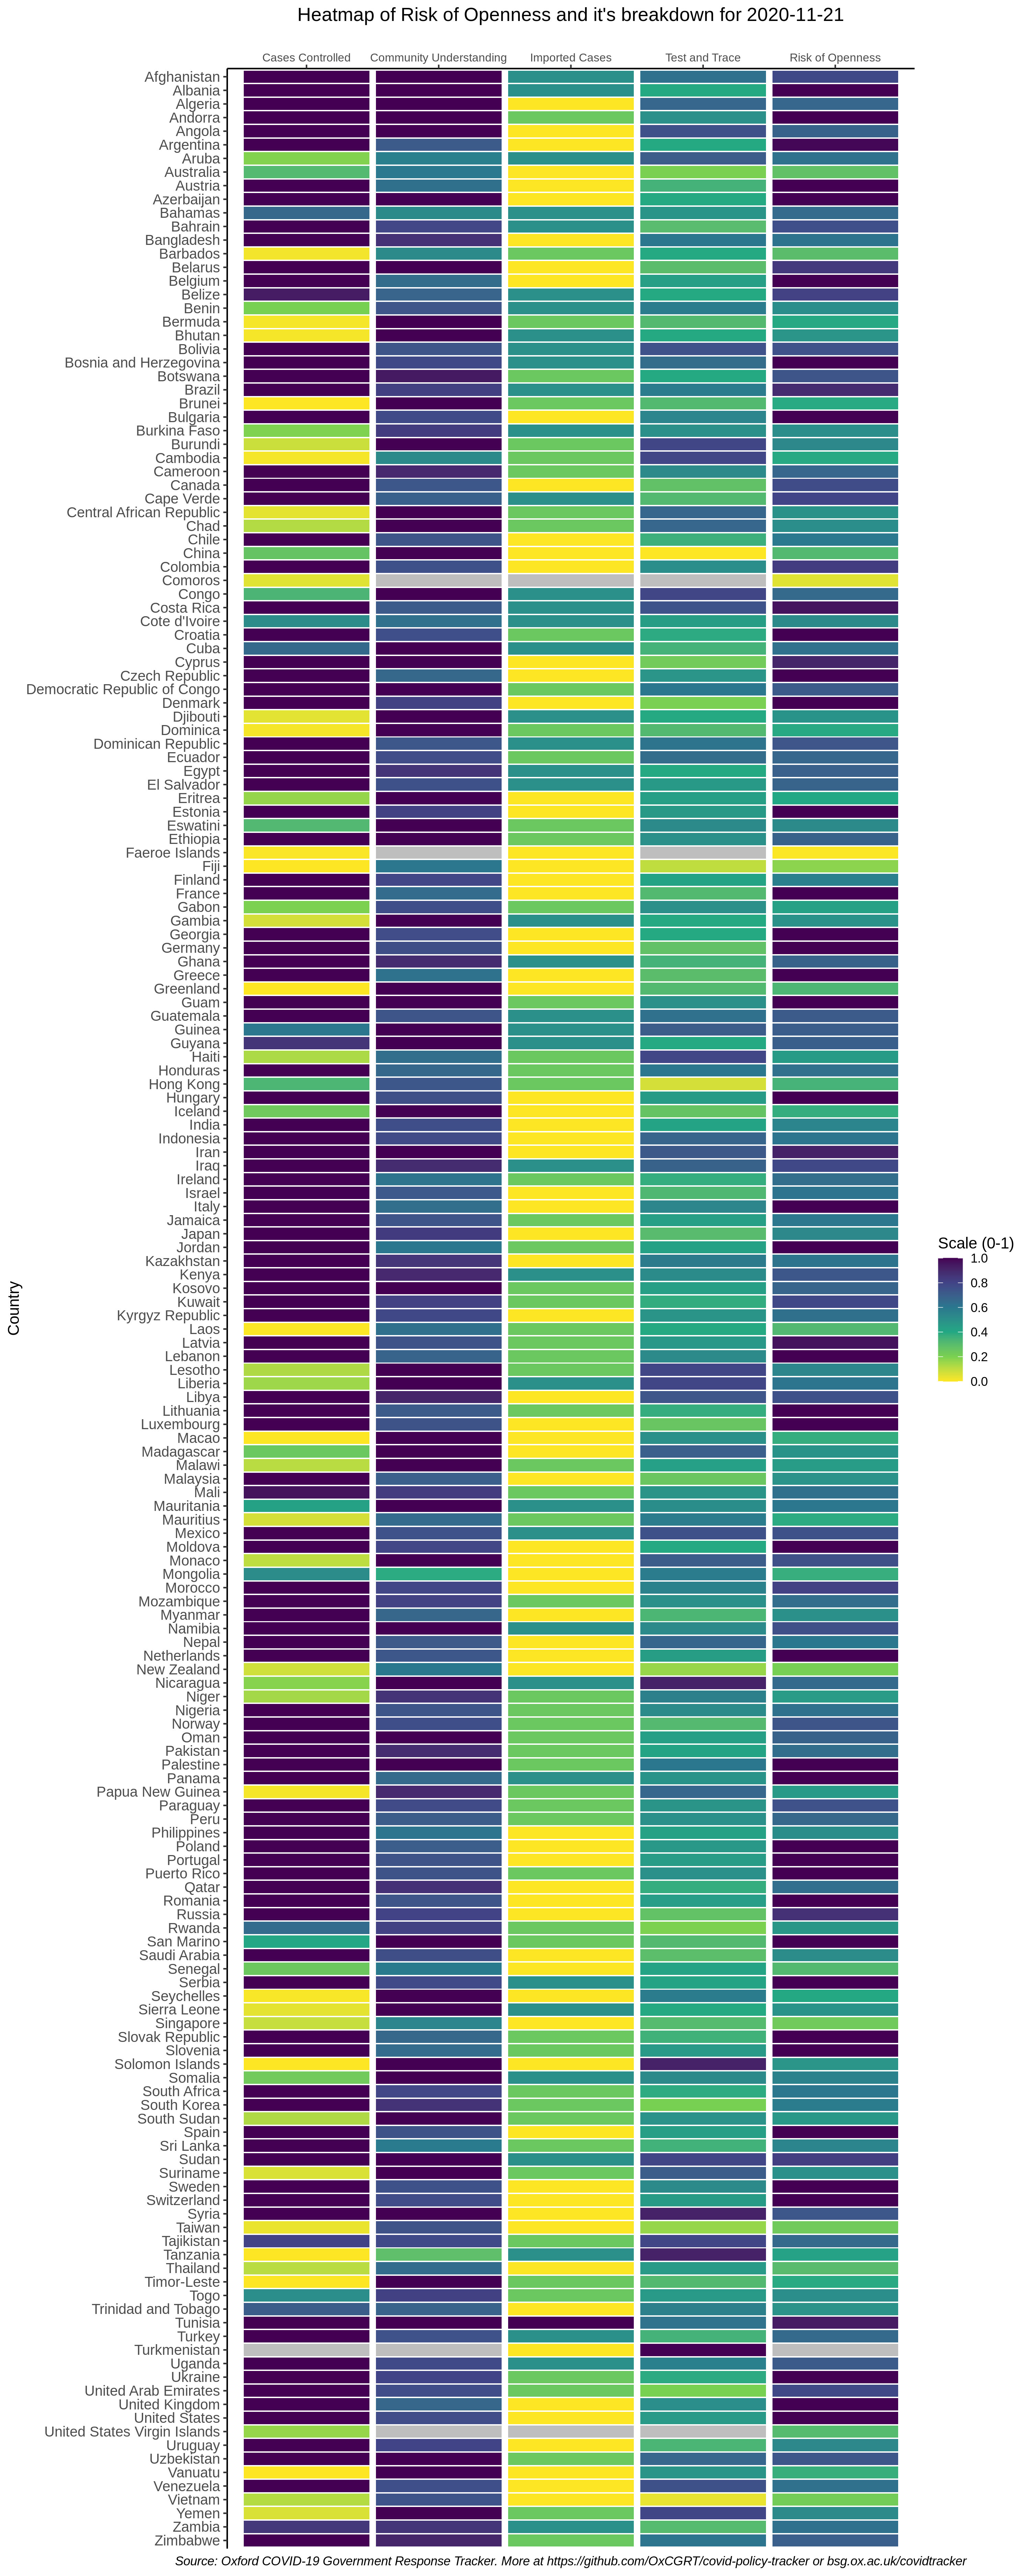 Heatmap of Risk of Openness and it's breakdown for 2020-11-21
Cases Controlled Community Understanding Imported Cases Test and Trace Risk of Openness
Afghanistan
Albania
Algeria
Andorra
Angola
Argentina
Aruba
Australia
Austria
Azerbaijan
Bahamas
Bahrain
Bangladesh
Barbados
Belarus
Belgium
Belize
Benin
Bermuda
Bhutan
Bolivia
Bosnia and Herzegovina
Botswana
Brazil
Brunei
Bulgaria
Burkina Faso
Burundi
Cambodia
Cameroon
Canada
Cape Verde
Central African Republic
Chad
Chile
China
Colombia
Comoros
Congo
Costa Rica
Cote d'Ivoire
Croatia
Cuba
Cyprus
Czech Republic
Democratic Republic of Congo
Denmark
Djibouti
Dominica
Dominican Republic
Ecuador
Egypt
El Salvador
Eritrea
Estonia
Eswatini
Ethiopia
Faeroe Islands
Fiji
Finland
France
Gabon
Gambia
Georgia
Germany
Ghana
Greece
Greenland
Guam
Guatemala
Guinea
Guyana
Haiti
Honduras
Hong Kong
Hungary
Iceland
India
Indonesia
Iran
Iraq
Ireland
Israel
Italy
Jamaica
Japan
Jordan
Kazakhstan
Kenya
Kosovo
Kuwait
Kyrgyz Republic
Laos
Latvia
Lebanon
Lesotho
Liberia
Libya
Lithuania
Luxembourg
Macao
Madagascar
Malawi
Malaysia
Mali
Mauritania
Mauritius
Mexico
Moldova
Monaco
Mongolia
Morocco
Mozambique
Myanmar
Namibia
Nepal
Netherlands
New Zealand
Nicaragua
Niger
Nigeria
Norway
Oman
Pakistan
Palestine
Panama
Papua New Guinea
Paraguay
Peru
Philippines
Poland
Portugal
Puerto Rico
Qatar
Romania
Russia
Rwanda
San Marino
Saudi Arabia
Senegal
Serbia
Seychelles
Sierra Leone
Singapore
Slovak Republic
Slovenia
Solomon Islands
Somalia
South Africa
South Korea
South Sudan
Spain
Sri Lanka
Sudan
Suriname
Sweden
Switzerland
Syria
Taiwan
Tajikistan
Tanzania
Thailand
Timor-Leste
Togo
Trinidad and Tobago
Tunisia
Turkey
Turkmenistan
Uganda
Ukraine
United Arab Emirates
United Kingdom
United States
United States Virgin Islands
Uruguay
Uzbekistan
Vanuatu
Venezuela
Vietnam
Yemen
Zambia
Zimbabwe
Country
Scale (0-1)
1.0
0.8
0.6
0.4
0.2
0.0
Source: Oxford COVID-19 Government Response Tracker. More at https://github.com/OxCGRT/covid-policy-tracker or bsg.ox.ac.uk/covidtracker